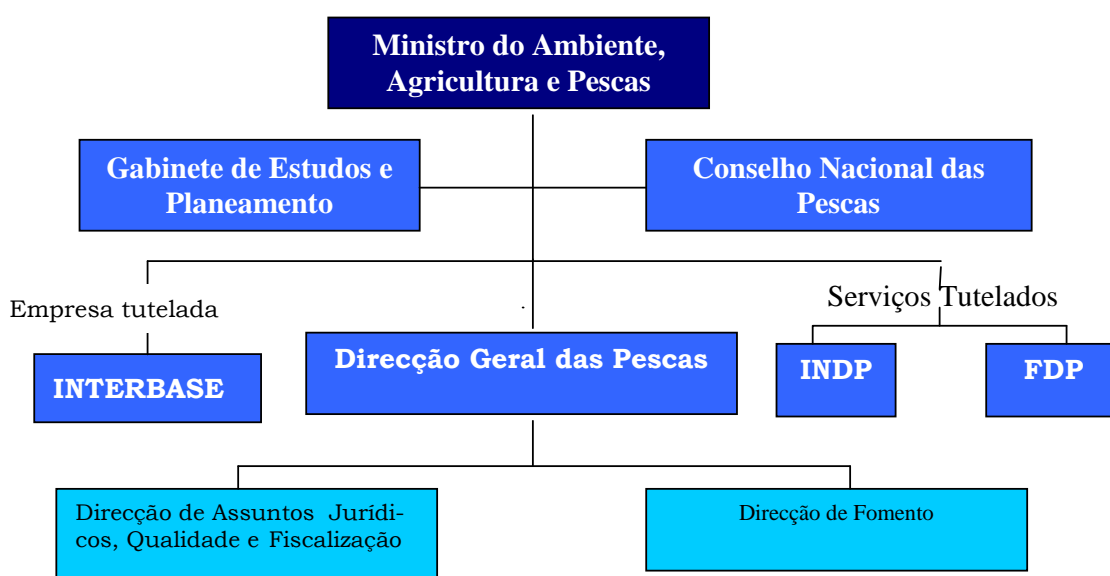 Ministro do Ambiente,
Agricultura e Pescas
Gabinete de Estudos e
Planeamento
Conselho Nacional das
Pescas
Empresa tutelada
Serviços Tutelados
INTERBASE
Direcção Geral das Pescas
INDP
FDP
Direcção de Assuntos Jurídi-
cos, Qualidade e Fiscalização
Direcção de Fomento